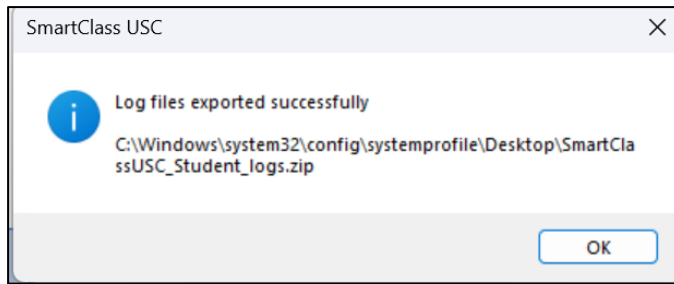 SmartClass USC
Log files exported successfully
C:\Windows\system32\config\systemprofile\Desktop\SmartCla
ssUSC_Student_logs.zip
OK